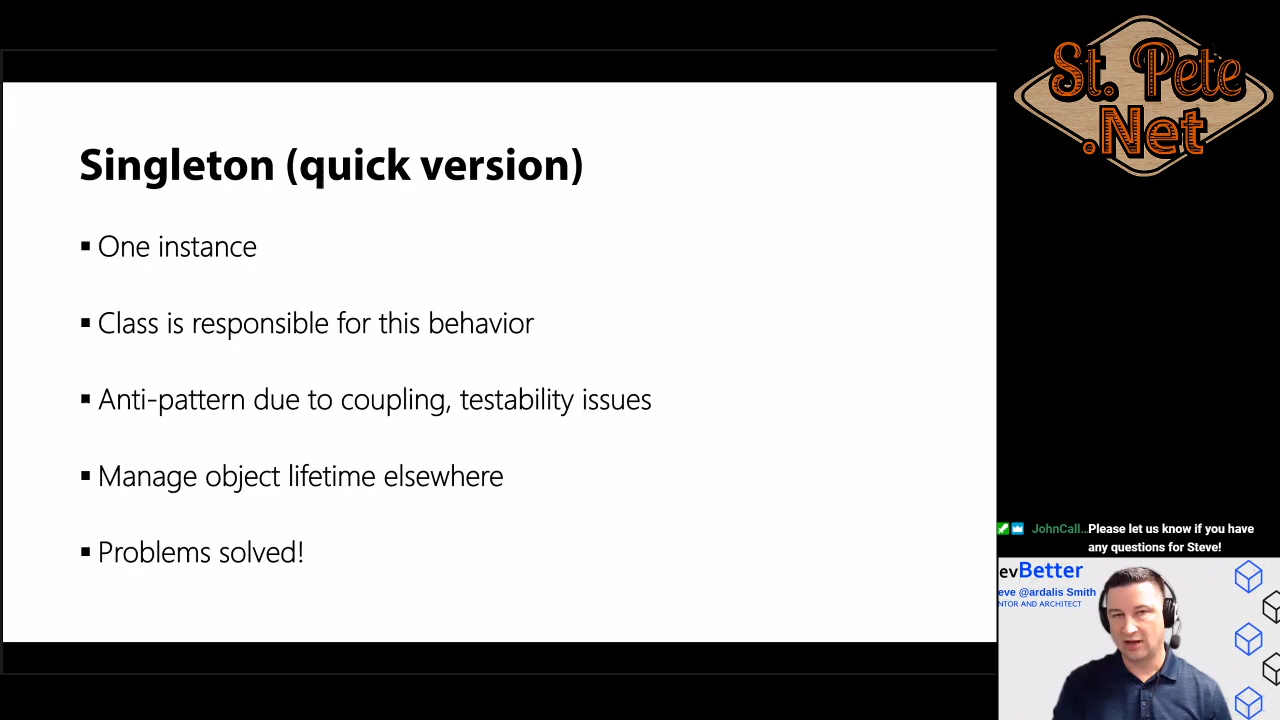 Singleton (quick version)
▪ One instance
▪ Class is responsible for this behavior
▪ Anti-pattern due to coupling, testability issues
▪ Manage object lifetime elsewhere
▪ Problems solved!
St. Pete
.Net
JohnCall… Please let us know if you have
any questions for Steve!
evBetter
eve @ardalis Smith
NTOR AND ARCHITECT